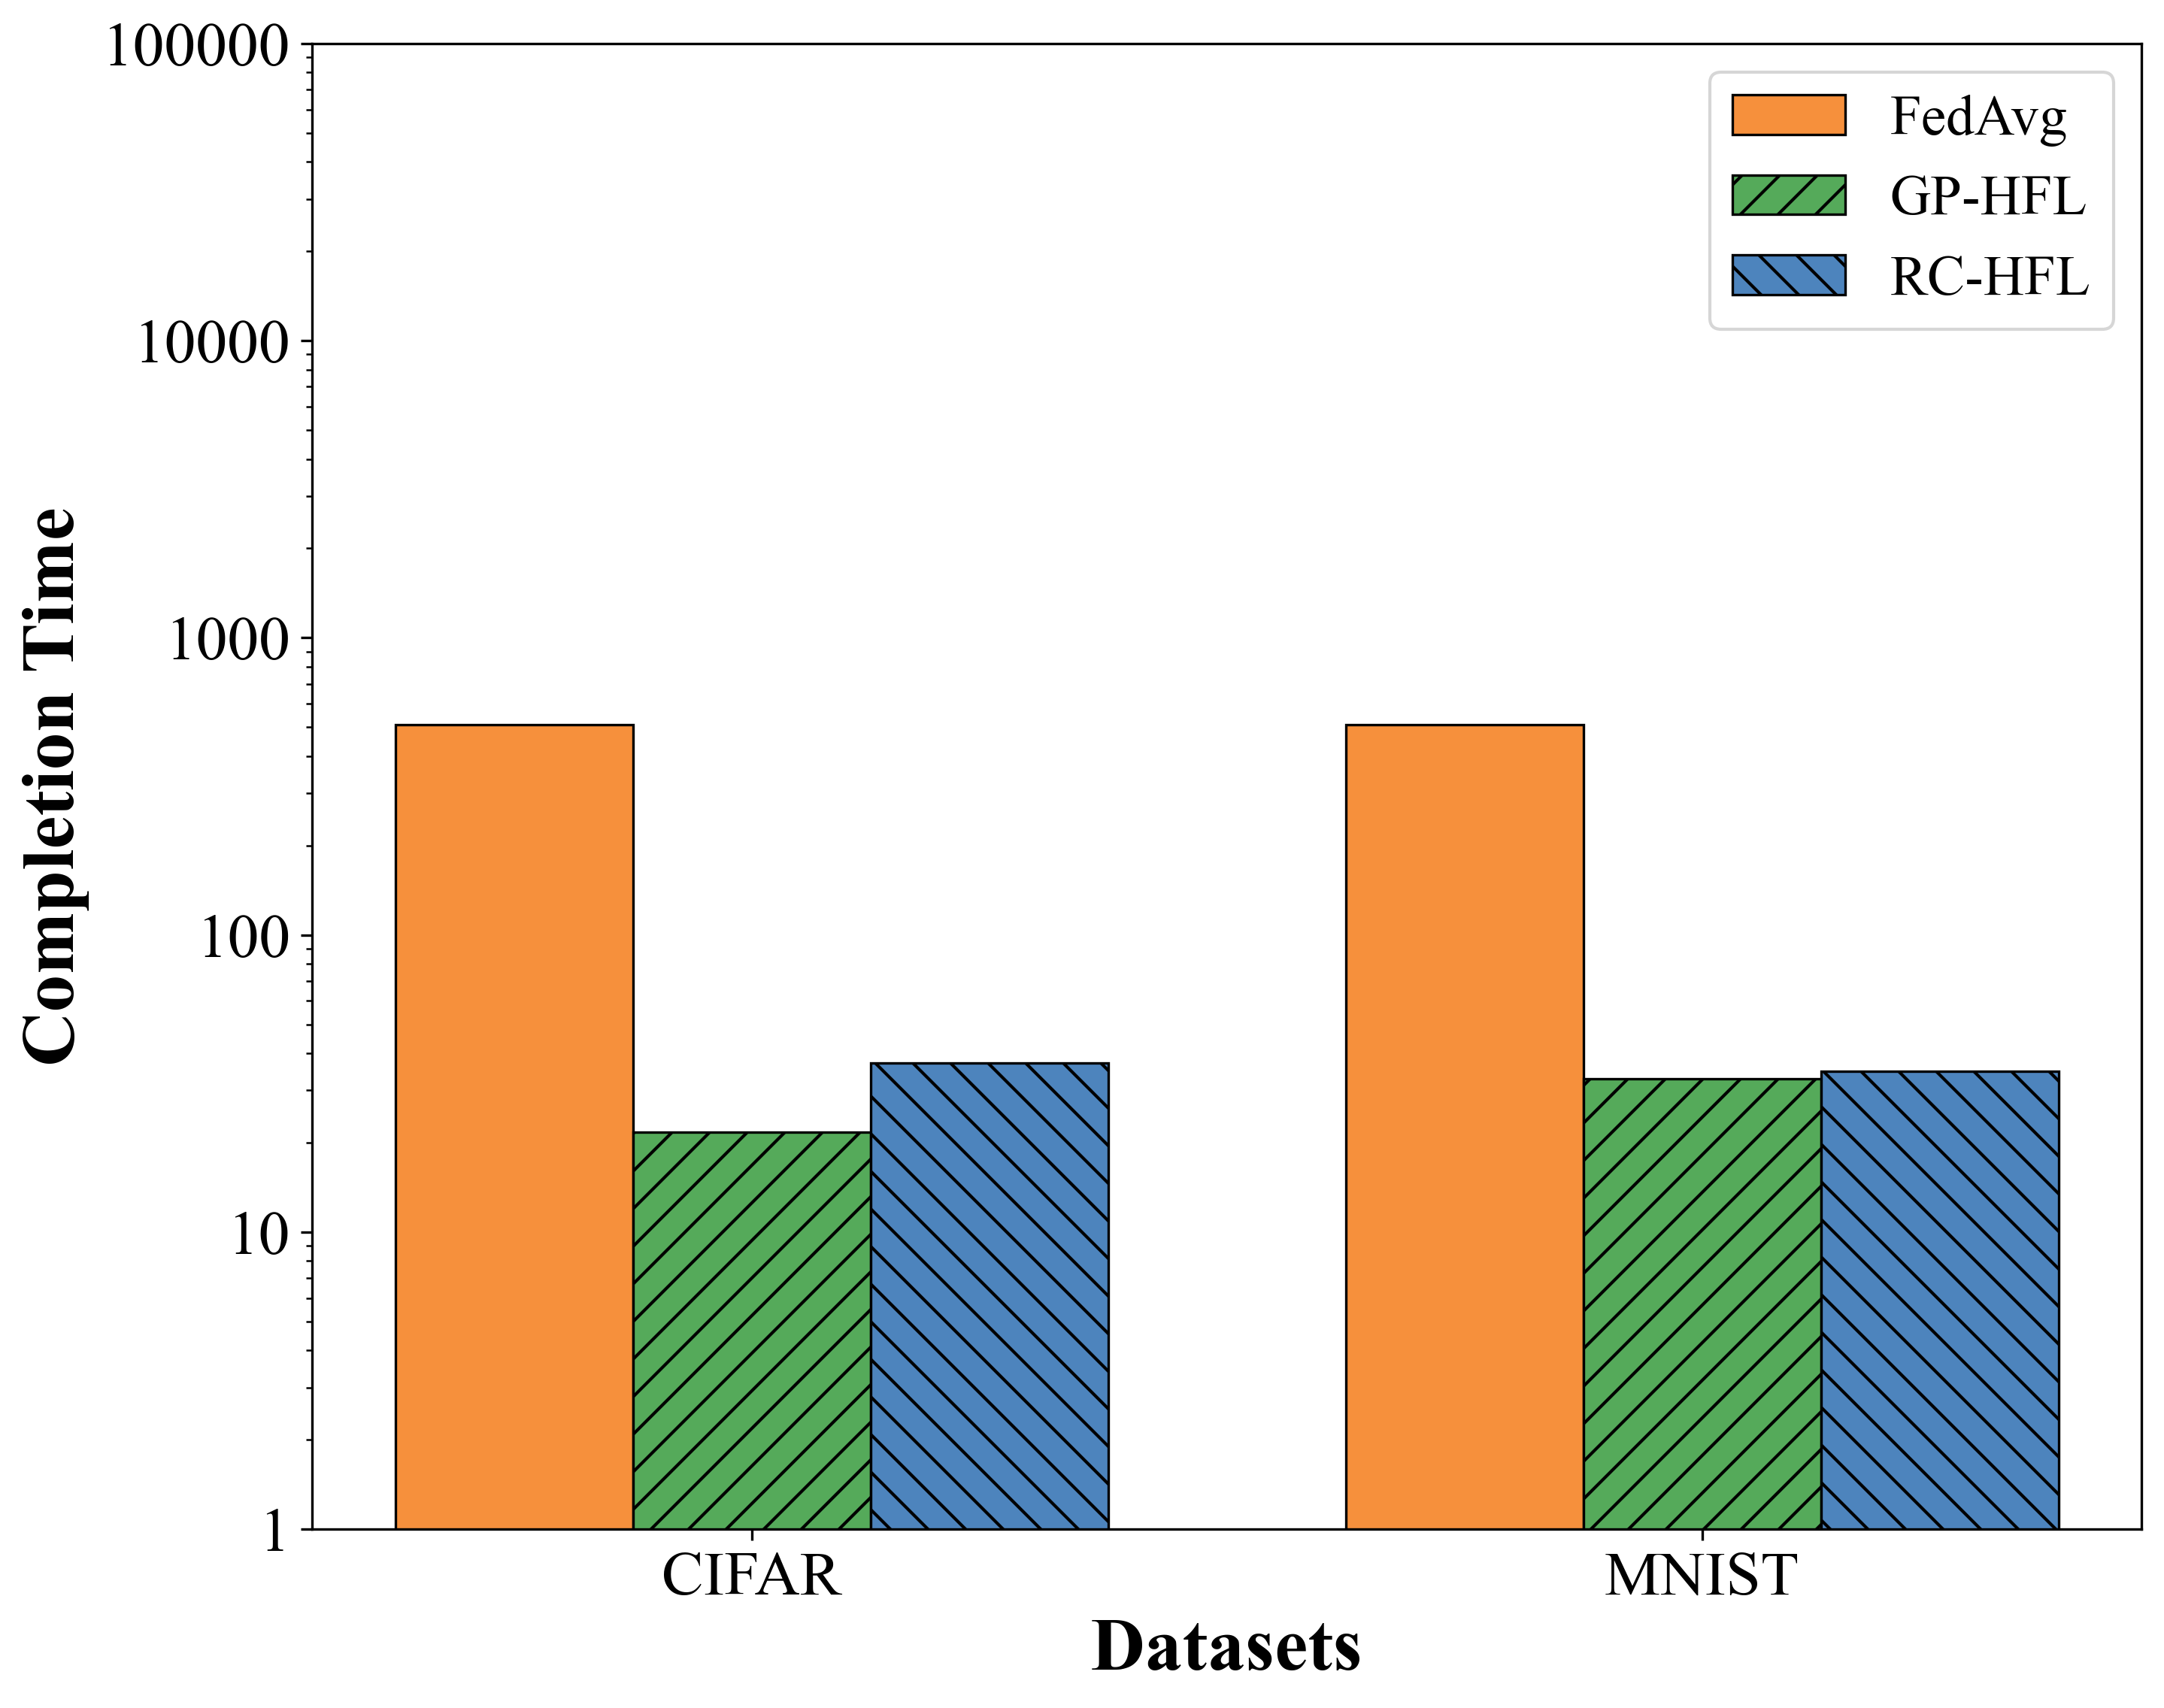 100000
10000
1000
100
10
1
Completion Time
FedAvg
GP-HFL
RC-HFL
CIFAR
MNIST
Datasets